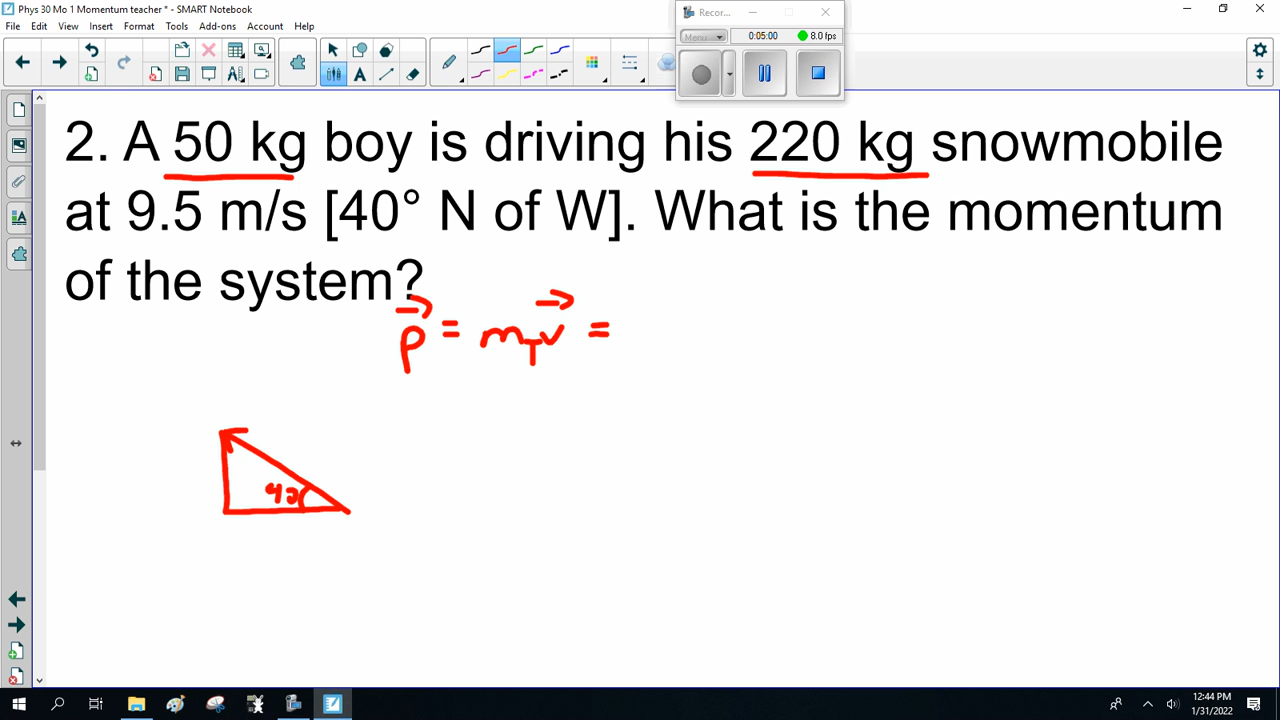 Phys 30 Mo 1 Momentum teacher * - SMART Notebook
Recor...
File Edit View Insert Format Tools Add-ons Account Help
Menu
0:05:00
8.0 fps
2. A 50 kg boy is driving his 220 kg snowmobile
at 9.5 m/s [40° N of W]. What is the momentum
of the system?
p = mTv =
40
12:44 PM
1/31/2022